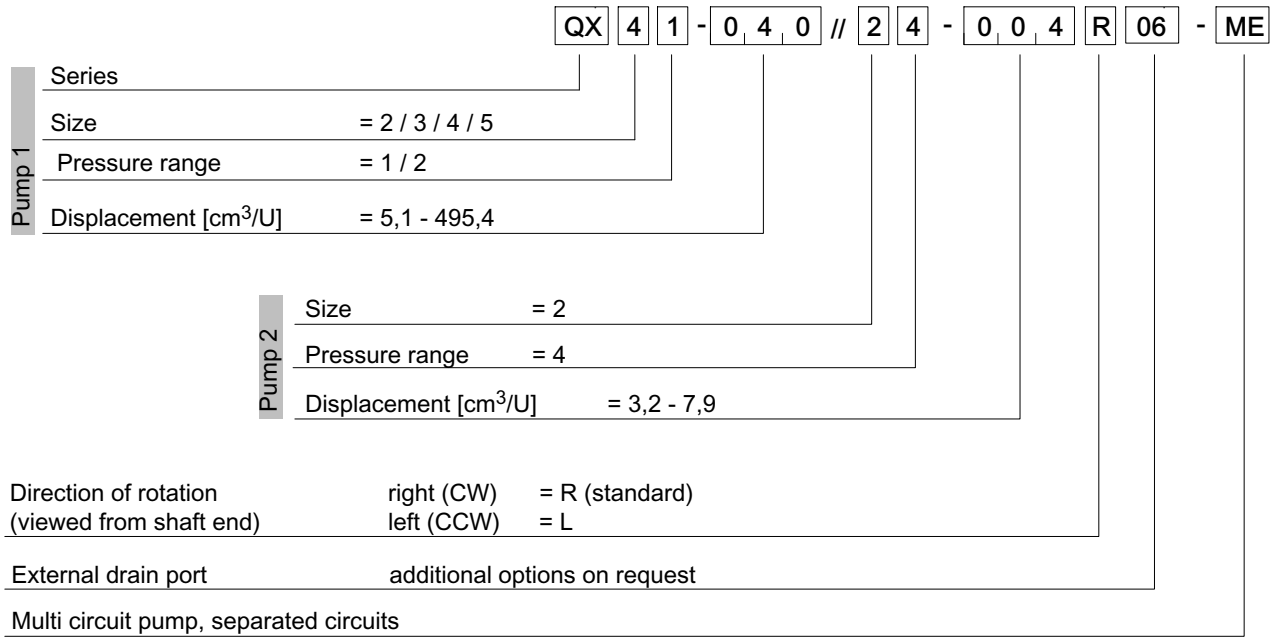 QX 4 1 - 0 4 0 // 2 4 - 0 0 4 R 06 - ME
Pump 1
Series
Size = 2 / 3 / 4 / 5
Pressure range = 1 / 2
Displacement [cm³/U] = 5,1 - 495,4
Pump 2
Size = 2
Pressure range = 4
Displacement [cm³/U] = 3,2 - 7,9
Direction of rotation right (CW) = R (standard)
(viewed from shaft end) left (CCW) = L
External drain port additional options on request
Multi circuit pump, separated circuits